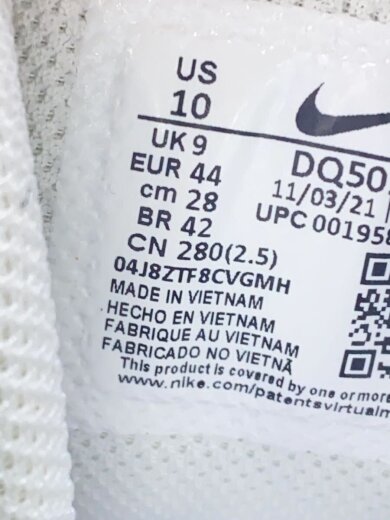 US
10
UK 9
EUR 44
cm 28
BR 42
CN 280(2.5)
04J8ZTF8CVGMH
MADE IN VIETNAM
HECHO EN VIETNAM
FABRIQUE AU VIETNAM
FABRICADO NO VIETNÃ
This product is covered by one or more
www.nike.com/patentsvirtualm
DQ50
11/03/21
UPC 00195